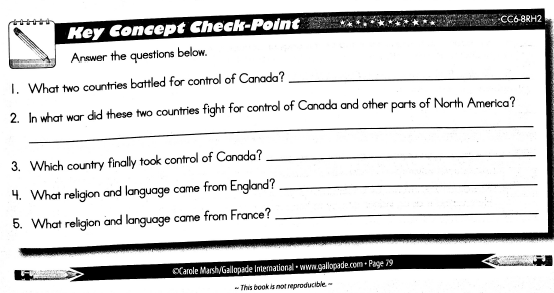 Key Concept Check-Point
CC6-8RH2
Answer the questions below.
1. What two countries battled for control of Canada?
2. In what war did these two countries fight for control of Canada and other parts of North America?
3. Which country finally took control of Canada?
4. What religion and language came from England?
5. What religion and language came from France?
©Carole Marsh/Gallopade International • www.gallopade.com • Page 79
~ This book is not reproducible. ~